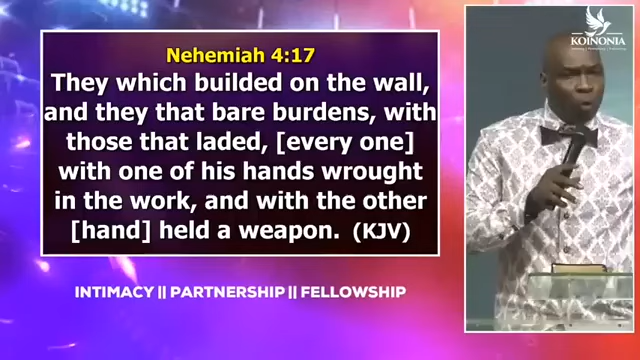 Nehemiah 4:17
They which builded on the wall,
and they that bare burdens, with
those that laded, [every one]
with one of his hands wrought
in the work, and with the other
[hand] held a weapon. (KJV)
INTIMACY || PARTNERSHIP || FELLOWSHIP
KOINONIA